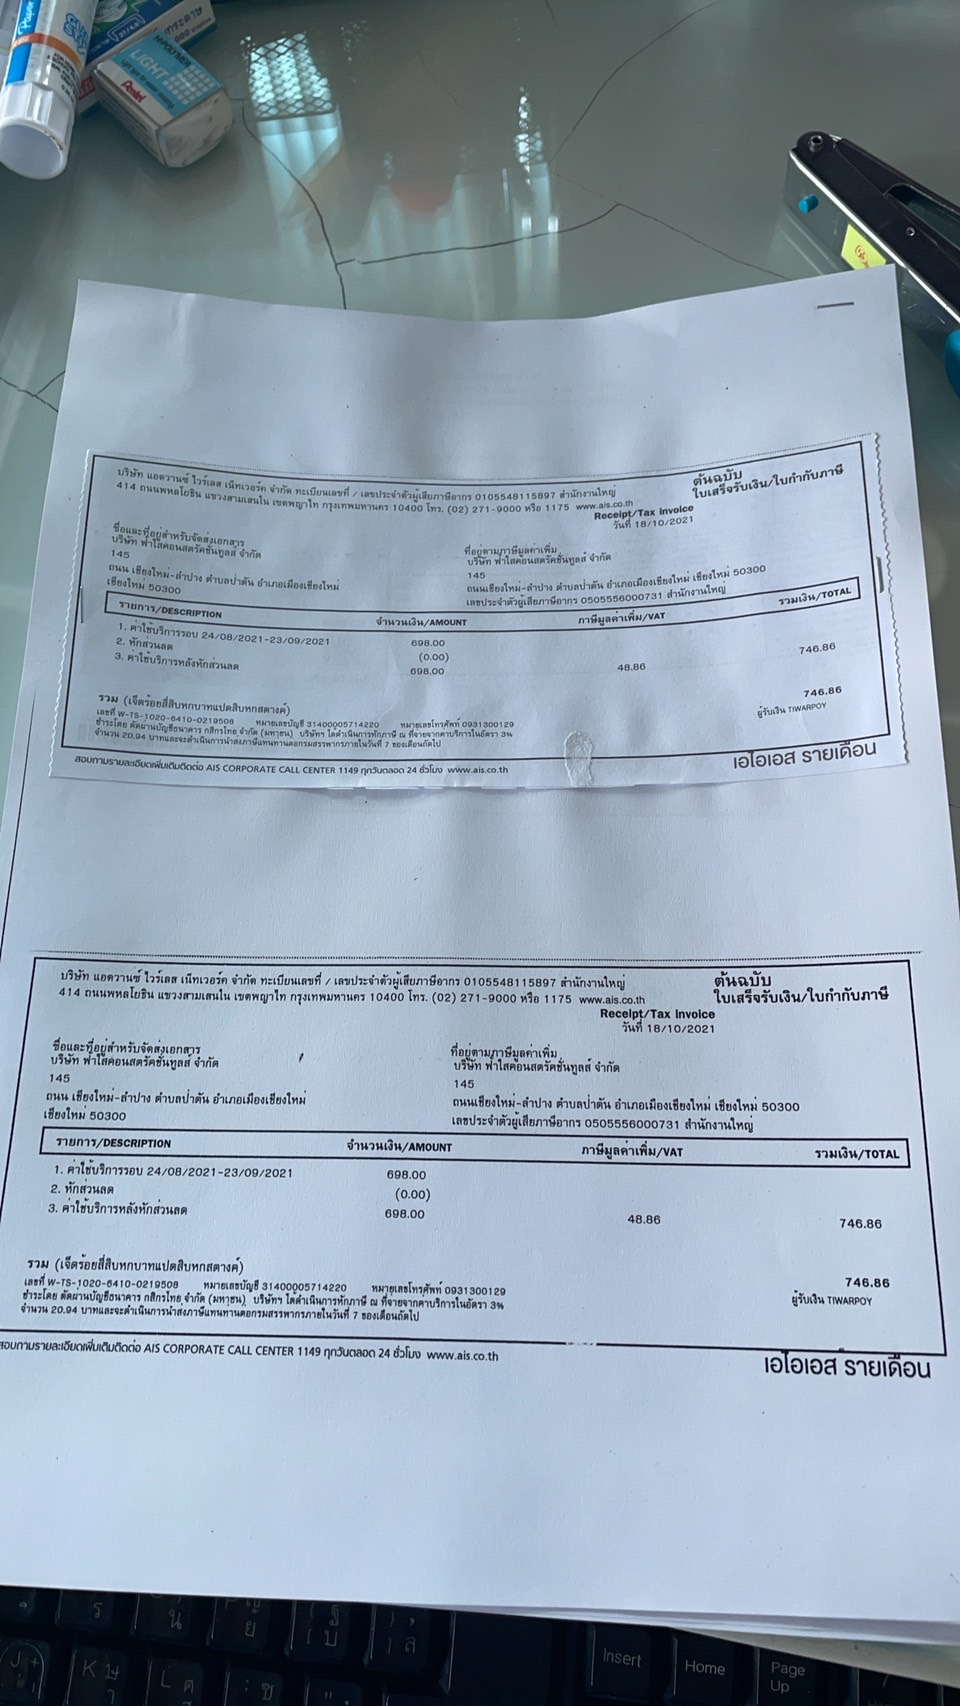 Pentel
LIGHT
กระดาษ
บริษัท แอดวานซ์ ไวร์เลส เน็ทเวอร์ค จำกัด ทะเบียนเลขที่ / เลขประจำตัวผู้เสียภาษีอากร 0105548115897 สำนักงานใหญ่
414 ถนนพหลโยธิน แขวงสามเสนใน เขตพญาไท กรุงเทพมหานคร 10400 โทร. (02) 271-9000 หรือ 1175 www.ais.co.th
ต้นฉบับ
ใบเสร็จรับเงิน/ใบกำกับภาษี
Receipt/Tax Invoice
วันที่ 18/10/2021
ชื่อและที่อยู่สำหรับจัดส่งเอกสาร
บริษัท ฟ้าใสคอนสตรัคชั่นทูลส์ จำกัด
145
ถนน เชียงใหม่-ลำปาง ตำบลป่าตัน อำเภอเมืองเชียงใหม่
เชียงใหม่ 50300
ที่อยู่ตามภาษีมูลค่าเพิ่ม
บริษัท ฟ้าใสคอนสตรัคชั่นทูลส์ จำกัด
145
ถนนเชียงใหม่-ลำปาง ตำบลป่าตัน อำเภอเมืองเชียงใหม่ เชียงใหม่ 50300
เลขประจำตัวผู้เสียภาษีอากร 0505556000731 สำนักงานใหญ่
รายการ/DESCRIPTION จำนวนเงิน/AMOUNT ภาษีมูลค่าเพิ่ม/VAT รวมเงิน/TOTAL
1. ค่าใช้บริการรอบ 24/08/2021-23/09/2021 698.00
2. หักส่วนลด (0.00)
3. ค่าใช้บริการหลังหักส่วนลด 698.00 48.86 746.86
รวม (เจ็ดร้อยสี่สิบหกบาทแปดสิบหกสตางค์) 746.86
เลขที่ W-TS-1020-6410-0219508 หมายเลขบัญชี 31400005714220 หมายเลขโทรศัพท์ 0931300129
ผู้รับเงิน TIWARPOY
ชำระโดย ตัดผ่านบัญชีธนาคาร กสิกรไทย จำกัด (มหาชน) บริษัทฯ ได้ดำเนินการหักภาษี ณ ที่จ่ายจากค่าบริการในอัตรา 3%
จำนวน 20.94 บาทและจะดำเนินการนำส่งภาษีแทนท่านต่อกรมสรรพากรภายในวันที่ 7 ของเดือนถัดไป
สอบถามรายละเอียดเพิ่มเติมติดต่อ AIS CORPORATE CALL CENTER 1149 ทุกวันตลอด 24 ชั่วโมง www.ais.co.th
เอไอเอส รายเดือน
บริษัท แอดวานซ์ ไวร์เลส เน็ทเวอร์ค จำกัด ทะเบียนเลขที่ / เลขประจำตัวผู้เสียภาษีอากร 0105548115897 สำนักงานใหญ่
414 ถนนพหลโยธิน แขวงสามเสนใน เขตพญาไท กรุงเทพมหานคร 10400 โทร. (02) 271-9000 หรือ 1175 www.ais.co.th
ต้นฉบับ
ใบเสร็จรับเงิน/ใบกำกับภาษี
Receipt/Tax Invoice
วันที่ 18/10/2021
ชื่อและที่อยู่สำหรับจัดส่งเอกสาร
บริษัท ฟ้าใสคอนสตรัคชั่นทูลส์ จำกัด
145
ถนน เชียงใหม่-ลำปาง ตำบลป่าตัน อำเภอเมืองเชียงใหม่
เชียงใหม่ 50300
ที่อยู่ตามภาษีมูลค่าเพิ่ม
บริษัท ฟ้าใสคอนสตรัคชั่นทูลส์ จำกัด
145
ถนนเชียงใหม่-ลำปาง ตำบลป่าตัน อำเภอเมืองเชียงใหม่ เชียงใหม่ 50300
เลขประจำตัวผู้เสียภาษีอากร 0505556000731 สำนักงานใหญ่
รายการ/DESCRIPTION จำนวนเงิน/AMOUNT ภาษีมูลค่าเพิ่ม/VAT รวมเงิน/TOTAL
1. ค่าใช้บริการรอบ 24/08/2021-23/09/2021 698.00
2. หักส่วนลด (0.00)
3. ค่าใช้บริการหลังหักส่วนลด 698.00 48.86 746.86
รวม (เจ็ดร้อยสี่สิบหกบาทแปดสิบหกสตางค์) 746.86
เลขที่ W-TS-1020-6410-0219508 หมายเลขบัญชี 31400005714220 หมายเลขโทรศัพท์ 0931300129
ผู้รับเงิน TIWARPOY
ชำระโดย ตัดผ่านบัญชีธนาคาร กสิกรไทย จำกัด (มหาชน) บริษัทฯ ได้ดำเนินการหักภาษี ณ ที่จ่ายจากค่าบริการในอัตรา 3%
จำนวน 20.94 บาทและจะดำเนินการนำส่งภาษีแทนท่านต่อกรมสรรพากรภายในวันที่ 7 ของเดือนถัดไป
สอบถามรายละเอียดเพิ่มเติมติดต่อ AIS CORPORATE CALL CENTER 1149 ทุกวันตลอด 24 ชั่วโมง www.ais.co.th
เอไอเอส รายเดือน
Insert Home Page Up
K ษ L ศ : ซ